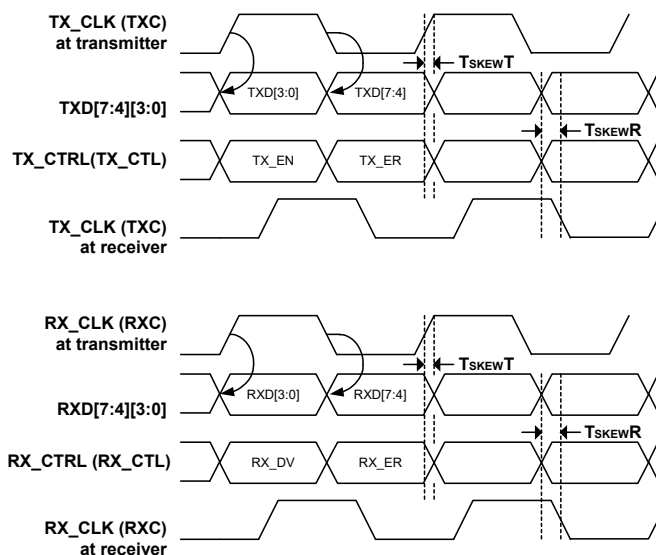 TX_CLK (TXC)
at transmitter
TSKEWT
TXD[3:0]
TXD[7:4]
TXD[7:4][3:0]
TSKEWR
TX_CTRL(TX_CTL)
TX_EN
TX_ER
TX_CLK (TXC)
at receiver
RX_CLK (RXC)
at transmitter
TSKEWT
RXD[3:0]
RXD[7:4]
RXD[7:4][3:0]
TSKEWR
RX_CTRL (RX_CTL)
RX_DV
RX_ER
RX_CLK (RXC)
at receiver